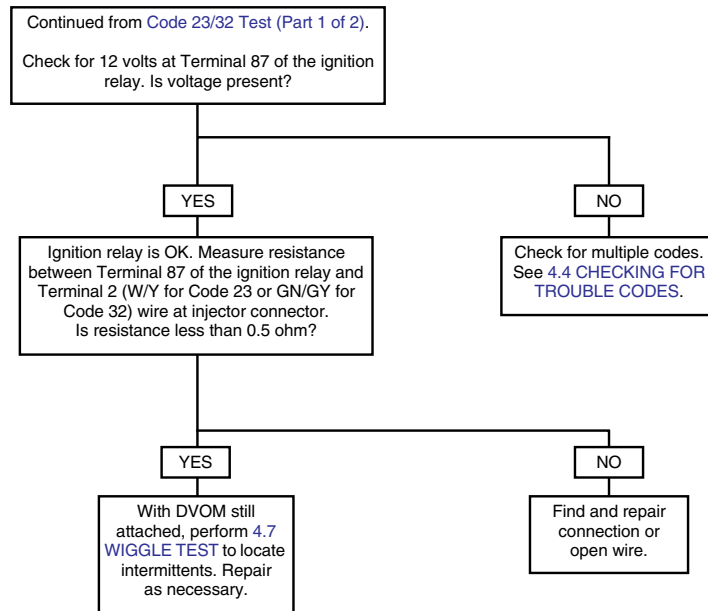 Continued from Code 23/32 Test (Part 1 of 2).
Check for 12 volts at Terminal 87 of the ignition
relay. Is voltage present?
YES
NO
Ignition relay is OK. Measure resistance
between Terminal 87 of the ignition relay and
Terminal 2 (W/Y for Code 23 or GN/GY for
Code 32) wire at injector connector.
Is resistance less than 0.5 ohm?
Check for multiple codes.
See 4.4 CHECKING FOR
TROUBLE CODES.
YES
NO
With DVOM still
attached, perform 4.7
WIGGLE TEST to locate
intermittents. Repair
as necessary.
Find and repair
connection or
open wire.